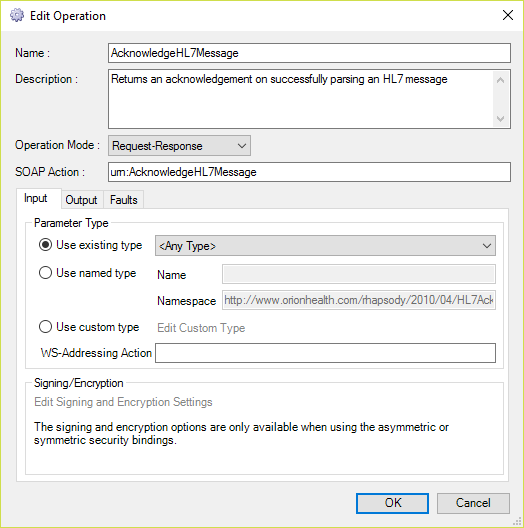 Edit Operation
Name :
AcknowledgeHL7Message
Description :
Returns an acknowledgement on successfully parsing an HL7 message
Operation Mode :
Request-Response
SOAP Action :
urn:AcknowledgeHL7Message
Input Output Faults
Parameter Type
Use existing type
<Any Type>
Use named type
Name
Namespace
http://www.orionhealth.com/rhapsody/2010/04/HL7Ack
Use custom type
Edit Custom Type
WS-Addressing Action
Signing/Encryption
Edit Signing and Encryption Settings
The signing and encryption options are only available when using the asymmetric or
symmetric security bindings.
OK
Cancel